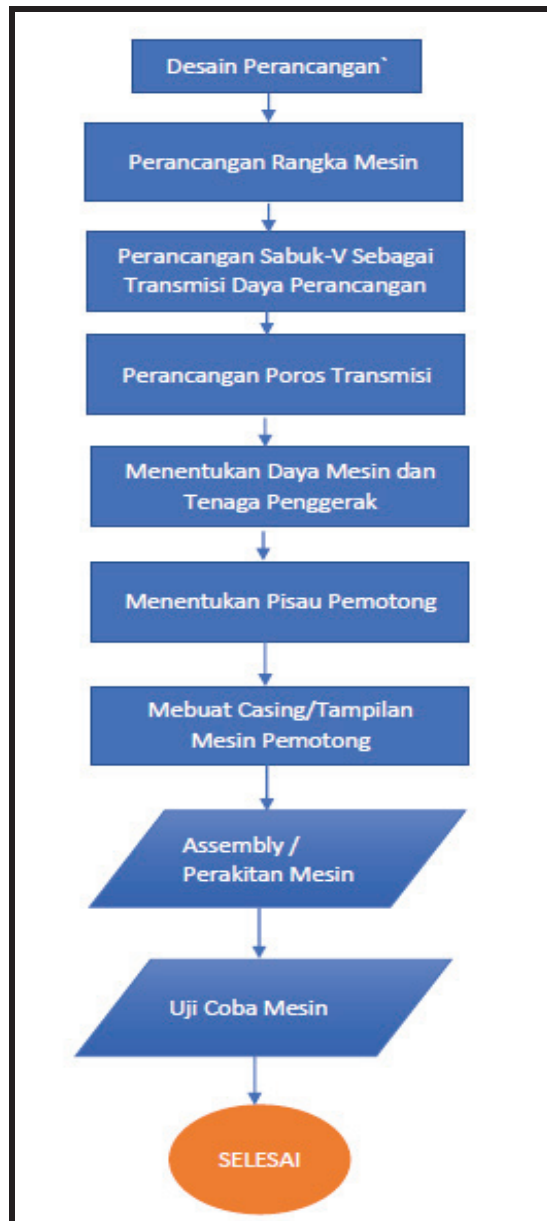 Desain Perancangan`
Perancangan Rangka Mesin
Perancangan Sabuk-V Sebagai
Transmisi Daya Perancangan
Perancangan Poros Transmisi
Menentukan Daya Mesin dan
Tenaga Penggerak
Menentukan Pisau Pemotong
Mebuat Casing/Tampilan
Mesin Pemotong
Assembly /
Perakitan Mesin
Uji Coba Mesin
SELESAI